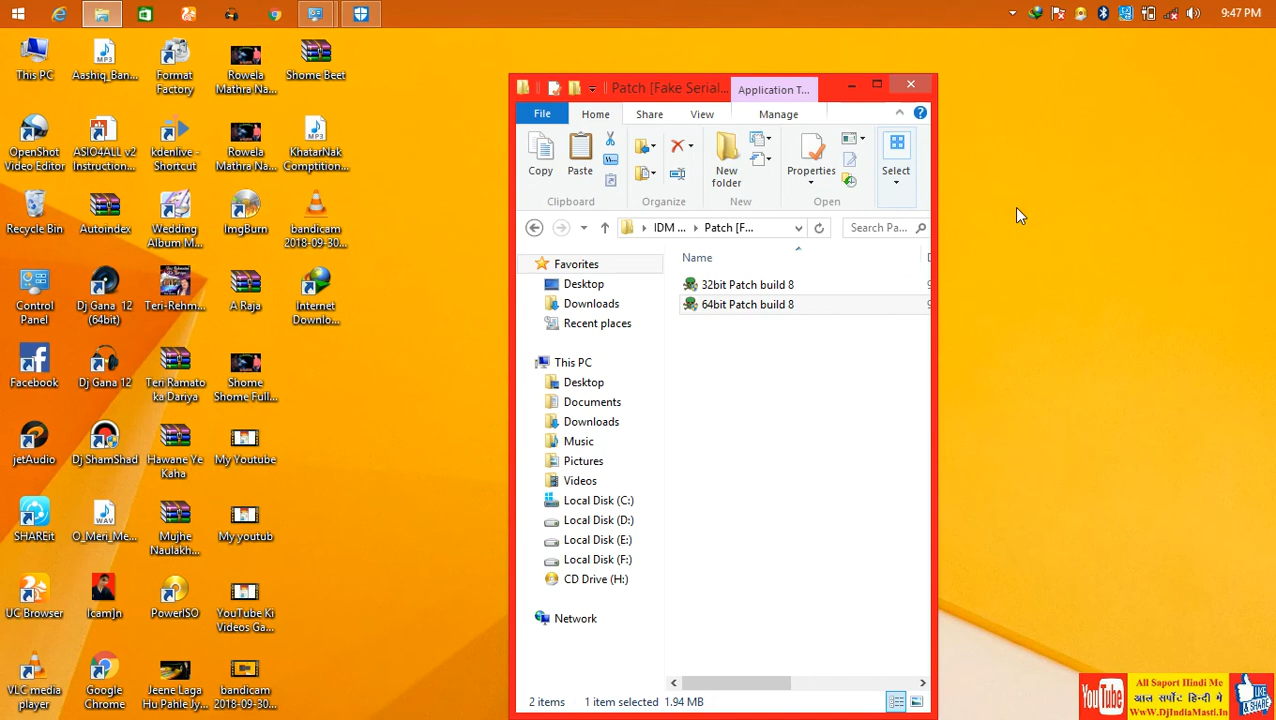 9:47 PM
This PC
Aashiq_Ban...
Format Factory
Rowela Mathra Na...
Shome Beet
OpenShot Video Editor
ASIO4ALL v2 Instruction...
kdenlive - Shortcut
Rowela Mathra Na...
KhatarNak Compitition...
Recycle Bin
Autoindex
Wedding Album M...
ImgBurn
bandicam 2018-09-30...
Control Panel
Dj Gana 12 (64bit)
Teri-Rehm...
A Raja
Internet Downlo...
Facebook
Dj Gana 12
Teri Ramato ka Dariya
Shome Shome Full...
jetAudio
Dj ShamShad
Hawane Ye Kaha
My Youtube
SHAREit
O_Meri_Me...
Mujhe Naulakh...
My youtub
UC Browser
Icamjn
PowerISO
YouTube Ki Videos Ga...
VLC media player
Google Chrome
Jeene Laga Hu Pahle Jy...
bandicam 2018-09-30...
Patch [Fake Serial...
Application T...
File
Home
Share
View
Manage
Copy
Paste
New folder
Properties
Select
Clipboard
Organize
New
Open
IDM ...
Patch [F...
Search Pa...
Name
32bit Patch build 8
64bit Patch build 8
Favorites
Desktop
Downloads
Recent places
This PC
Desktop
Documents
Downloads
Music
Pictures
Videos
Local Disk (C:)
Local Disk (D:)
Local Disk (E:)
Local Disk (F:)
CD Drive (H:)
Network
2 items
1 item selected 1.94 MB
YouTube
All Saport Hindi Me
आल सर्पोट हिन्दी मे
WwW.DjIndiaMasti.In
LIKE & SHARE